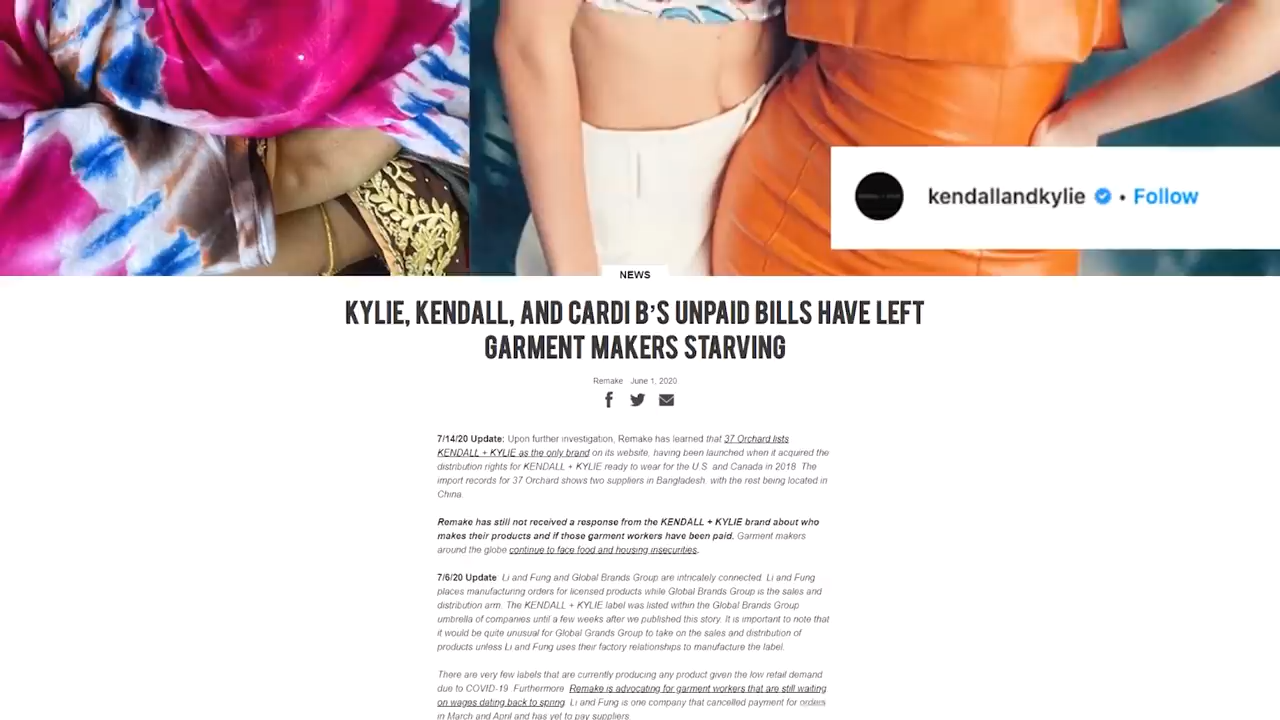 kendallandkylie • Follow
NEWS
KYLIE, KENDALL, AND CARDI B'S UNPAID BILLS HAVE LEFT
GARMENT MAKERS STARVING
Remake June 1, 2020
7/14/20 Update: Upon further investigation, Remake has learned that 37 Orchard lists
KENDALL + KYLIE as the only brand on its website, having been launched when it acquired the
distribution rights for KENDALL + KYLIE ready to wear for the U.S. and Canada in 2018. The
import records for 37 Orchard shows two suppliers in Bangladesh, with the rest being located in
China.
Remake has still not received a response from the KENDALL + KYLIE brand about who
makes their products and if those garment workers have been paid. Garment makers
around the globe continue to face food and housing insecurities.
7/6/20 Update Li and Fung and Global Brands Group are intricately connected. Li and Fung
places manufacturing orders for licensed products while Global Brands Group is the sales and
distribution arm. The KENDALL + KYLIE label was listed within the Global Brands Group
umbrella of companies until a few weeks after we published this story. It is important to note that
it would be quite unusual for Global Grands Group to take on the sales and distribution of
products unless Li and Fung uses their factory relationships to manufacture the label.
There are very few labels that are currently producing any product given the low retail demand
due to COVID-19. Furthermore, Remake is advocating for garment workers that are still waiting
on wages dating back to spring. Li and Fung is one company that cancelled payment for orders
in March and April and has yet to pay suppliers.